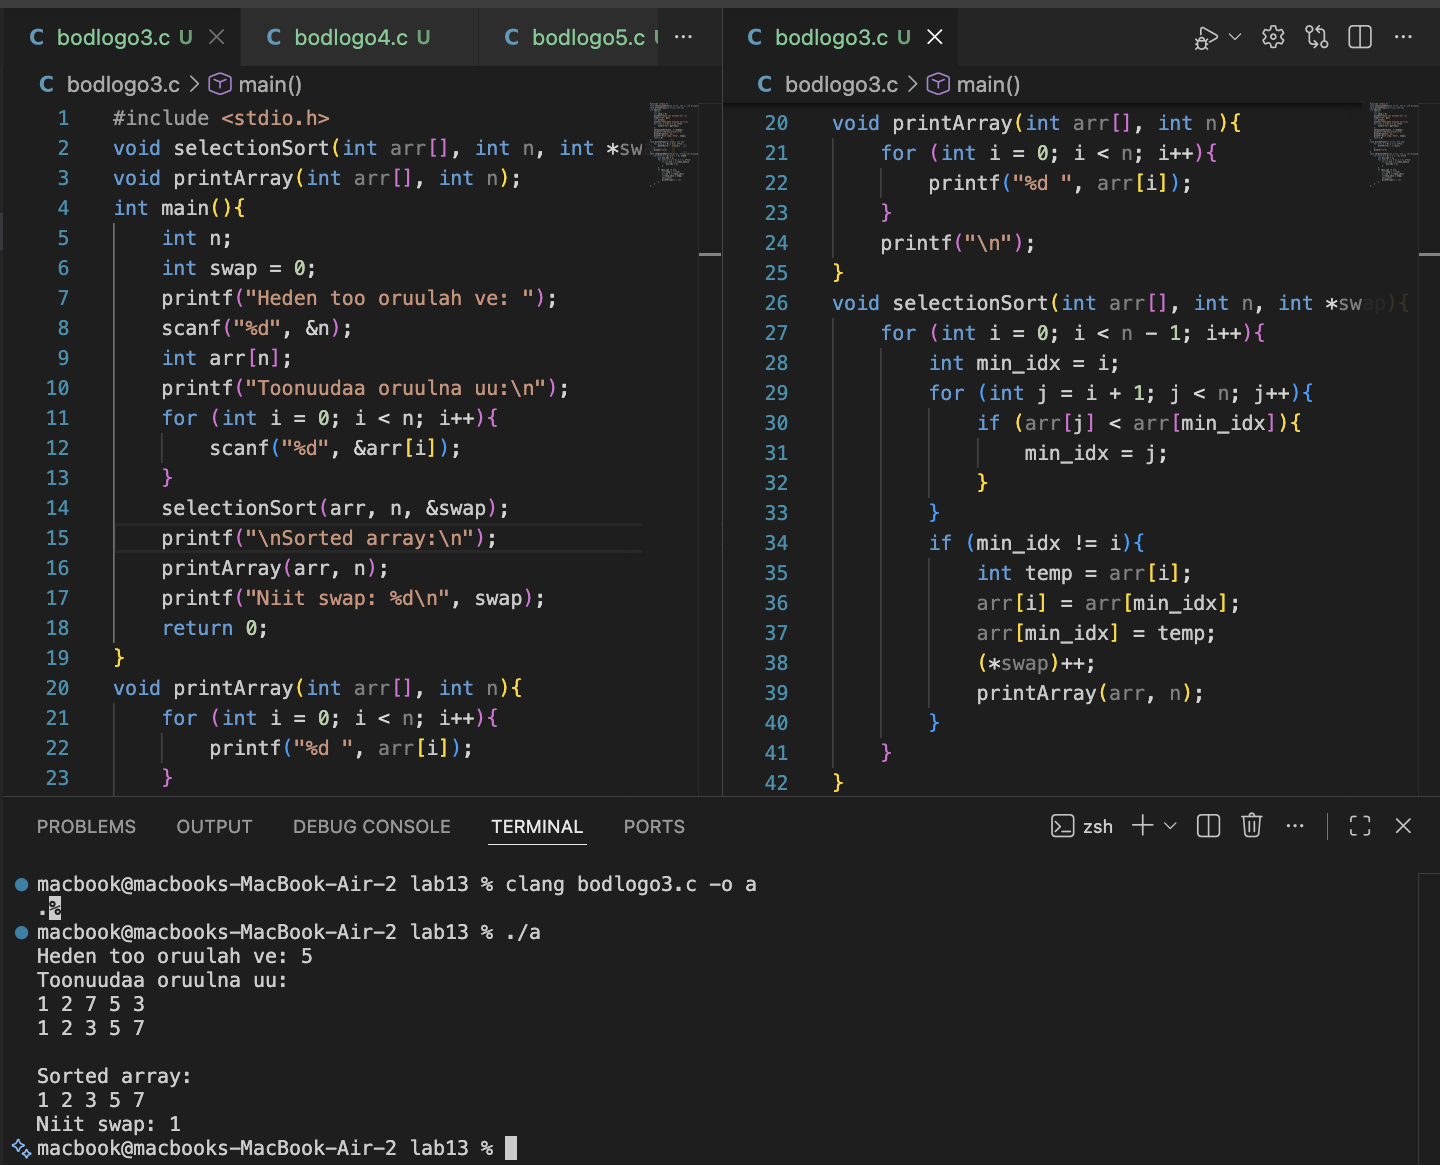 bodlogo3.c U
bodlogo4.c U
bodlogo5.c
bodlogo3.c > main()
1 #include <stdio.h>
2 void selectionSort(int arr[], int n, int *sw
3 void printArray(int arr[], int n);
4 int main(){
5     int n;
6     int swap = 0;
7     printf("Heden too oruulah ve: ");
8     scanf("%d", &n);
9     int arr[n];
10     printf("Toonuudaa oruulna uu:\n");
11     for (int i = 0; i < n; i++){
12         scanf("%d", &arr[i]);
13     }
14     selectionSort(arr, n, &swap);
15     printf("\nSorted array:\n");
16     printArray(arr, n);
17     printf("Niit swap: %d\n", swap);
18     return 0;
19 }
20 void printArray(int arr[], int n){
21     for (int i = 0; i < n; i++){
22         printf("%d ", arr[i]);
23     }
bodlogo3.c U
bodlogo3.c > main()
20 void printArray(int arr[], int n){
21     for (int i = 0; i < n; i++){
22         printf("%d ", arr[i]);
23     }
24     printf("\n");
25 }
26 void selectionSort(int arr[], int n, int *swap){
27     for (int i = 0; i < n - 1; i++){
28         int min_idx = i;
29         for (int j = i + 1; j < n; j++){
30             if (arr[j] < arr[min_idx]){
31                 min_idx = j;
32             }
33         }
34         if (min_idx != i){
35             int temp = arr[i];
36             arr[i] = arr[min_idx];
37             arr[min_idx] = temp;
38             (*swap)++;
39             printArray(arr, n);
40         }
41     }
42 }
PROBLEMS OUTPUT DEBUG CONSOLE TERMINAL PORTS
zsh
macbook@macbooks-MacBook-Air-2 lab13 % clang bodlogo3.c -o a
.%
macbook@macbooks-MacBook-Air-2 lab13 % ./a
Heden too oruulah ve: 5
Toonuudaa oruulna uu:
1 2 7 5 3
1 2 3 5 7
Sorted array:
1 2 3 5 7
Niit swap: 1
macbook@macbooks-MacBook-Air-2 lab13 %